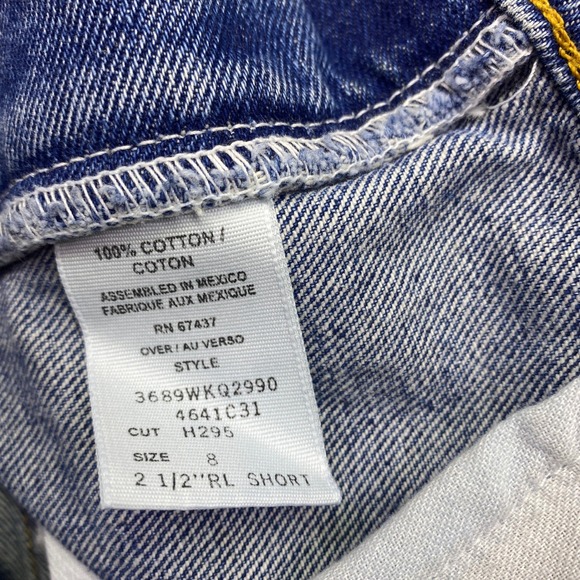 100% COTTON /
COTON
ASSEMBLED IN MEXICO
FABRIQUE AUX MEXIQUE
RN 67437
OVER / AU VERSO
STYLE
3689WKQ2990
4641C31
CUT H295
SIZE 8
2 1/2"RL SHORT